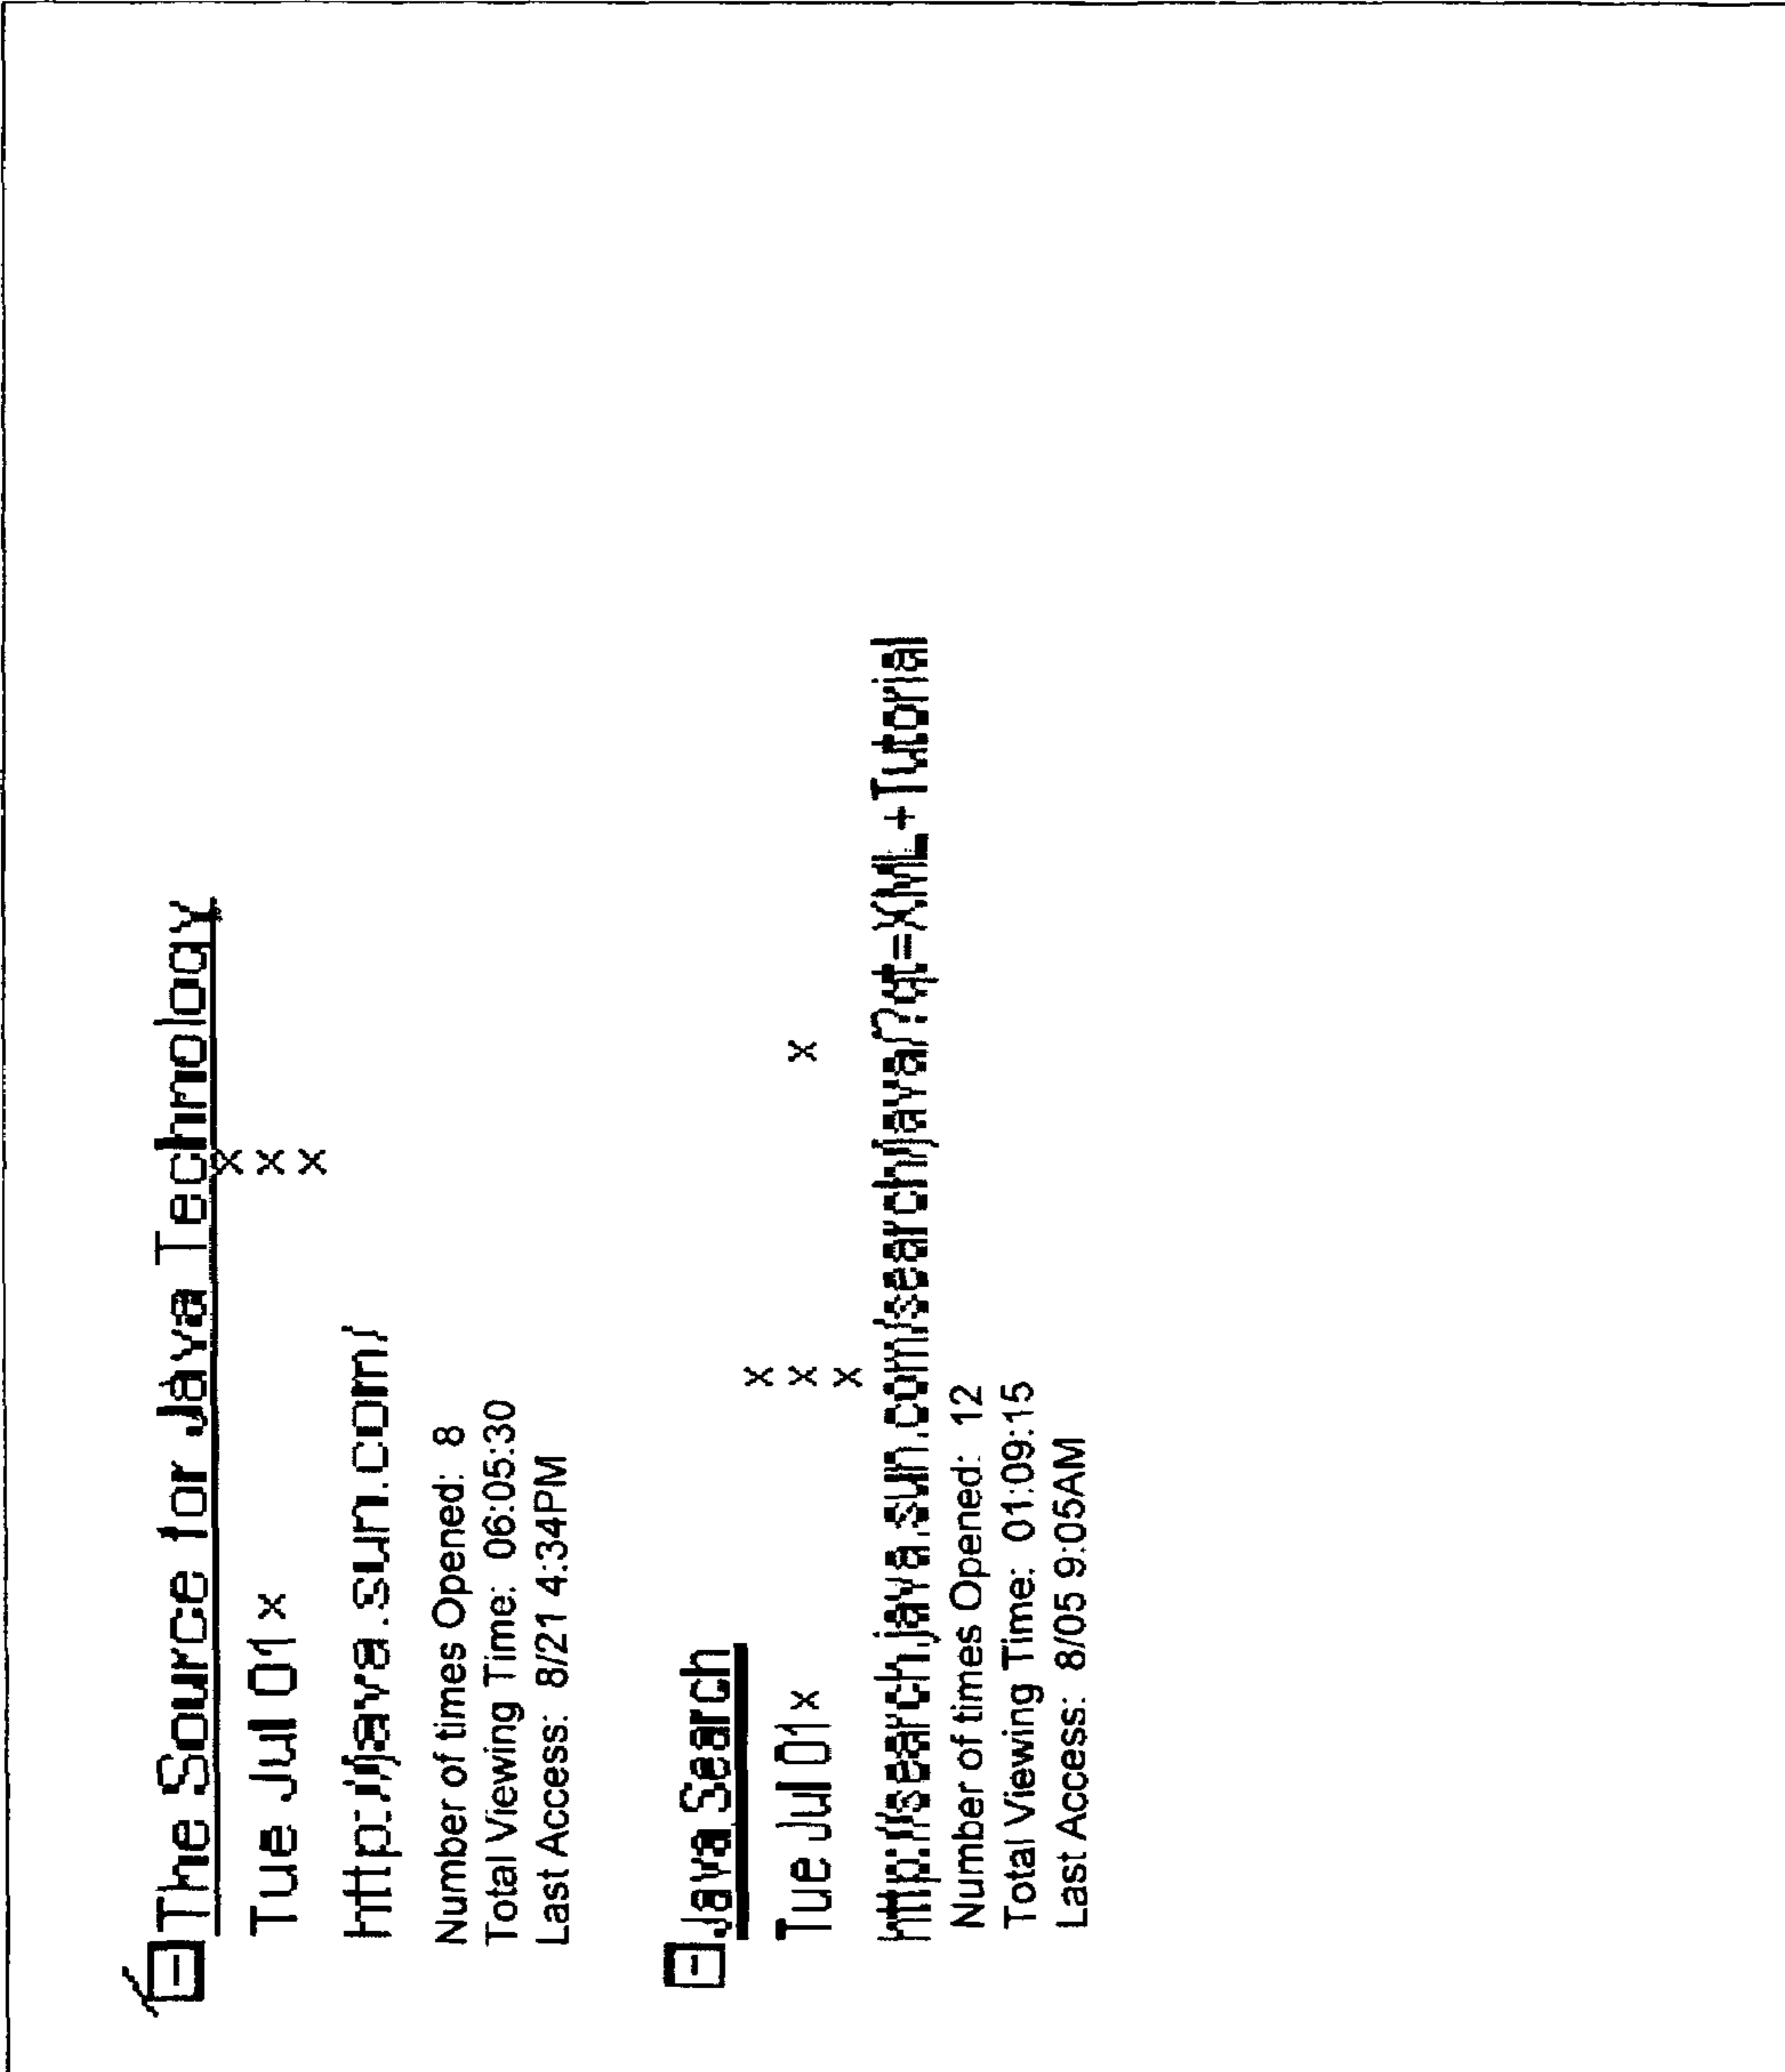 The Source for Java Technology
x
Tue Jul 01 x x
x
http://java.sun.com/
Number of times Opened: 8
Total Viewing Time: 06:05:30
Last Access: 8/21 4:34PM
Java Search
x
Tue Jul 01 x x x
x
http://search.java.sun.com/search/java/?qt=XML+Tutorial
Number of times Opened: 12
Total Viewing Time: 01:09:15
Last Access: 8/05 9:05AM